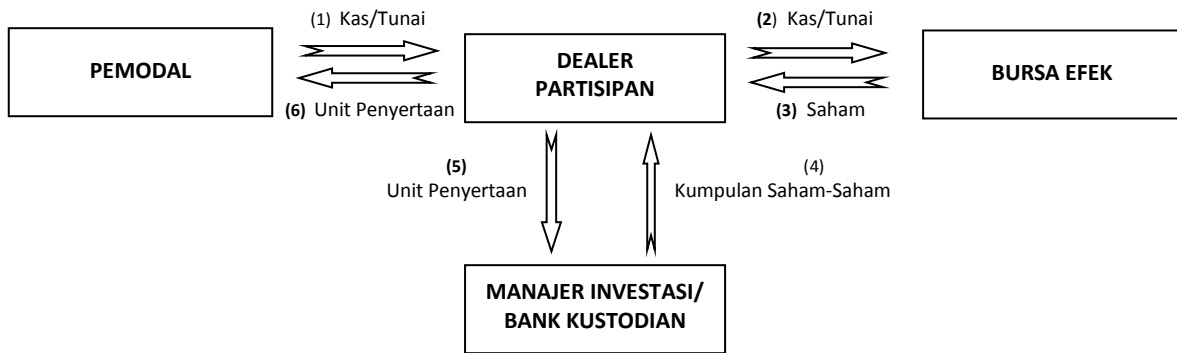 (1) Kas/Tunai
(2) Kas/Tunai
PEMODAL
DEALER
PARTISIPAN
BURSA EFEK
(6) Unit Penyertaan
(3) Saham
(5)
Unit Penyertaan
(4)
Kumpulan Saham-Saham
MANAJER INVESTASI/
BANK KUSTODIAN